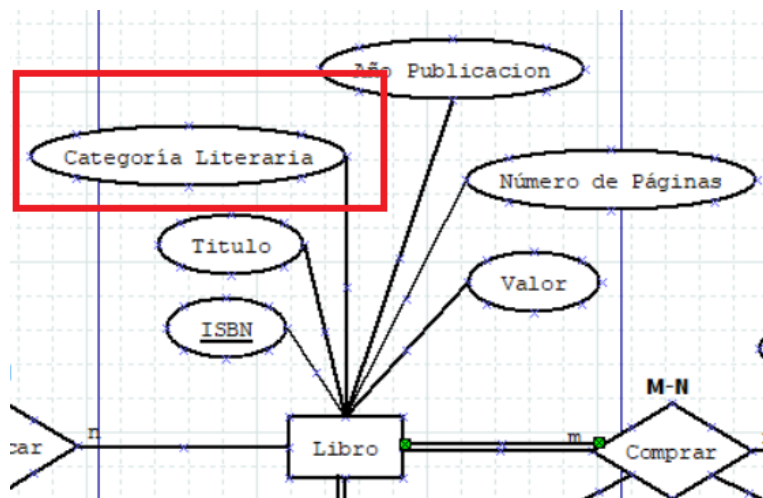 Año Publicacion
Categoría Literaria
Número de Páginas
Titulo
Valor
ISBN
M-N
n
car
Libro
m
Comprar